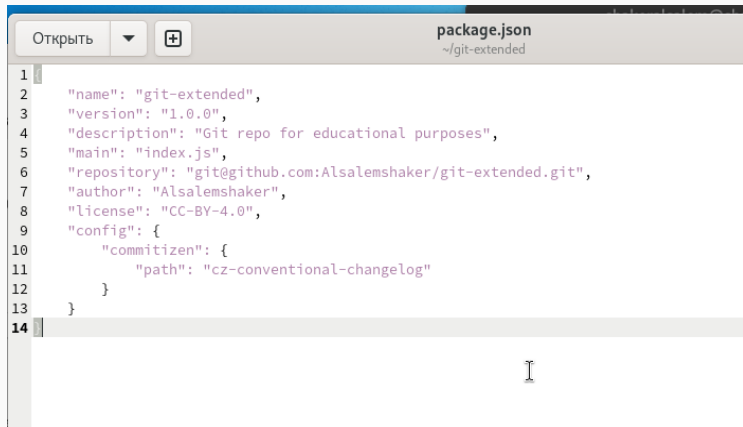 Открыть
package.json
~/git-extended
1 {
2     "name": "git-extended",
3     "version": "1.0.0",
4     "description": "Git repo for educational purposes",
5     "main": "index.js",
6     "repository": "git@github.com:Alsalemshaker/git-extended.git",
7     "author": "Alsalemshaker",
8     "license": "CC-BY-4.0",
9     "config": {
10         "commitizen": {
11             "path": "cz-conventional-changelog"
12         }
13     }
14 }